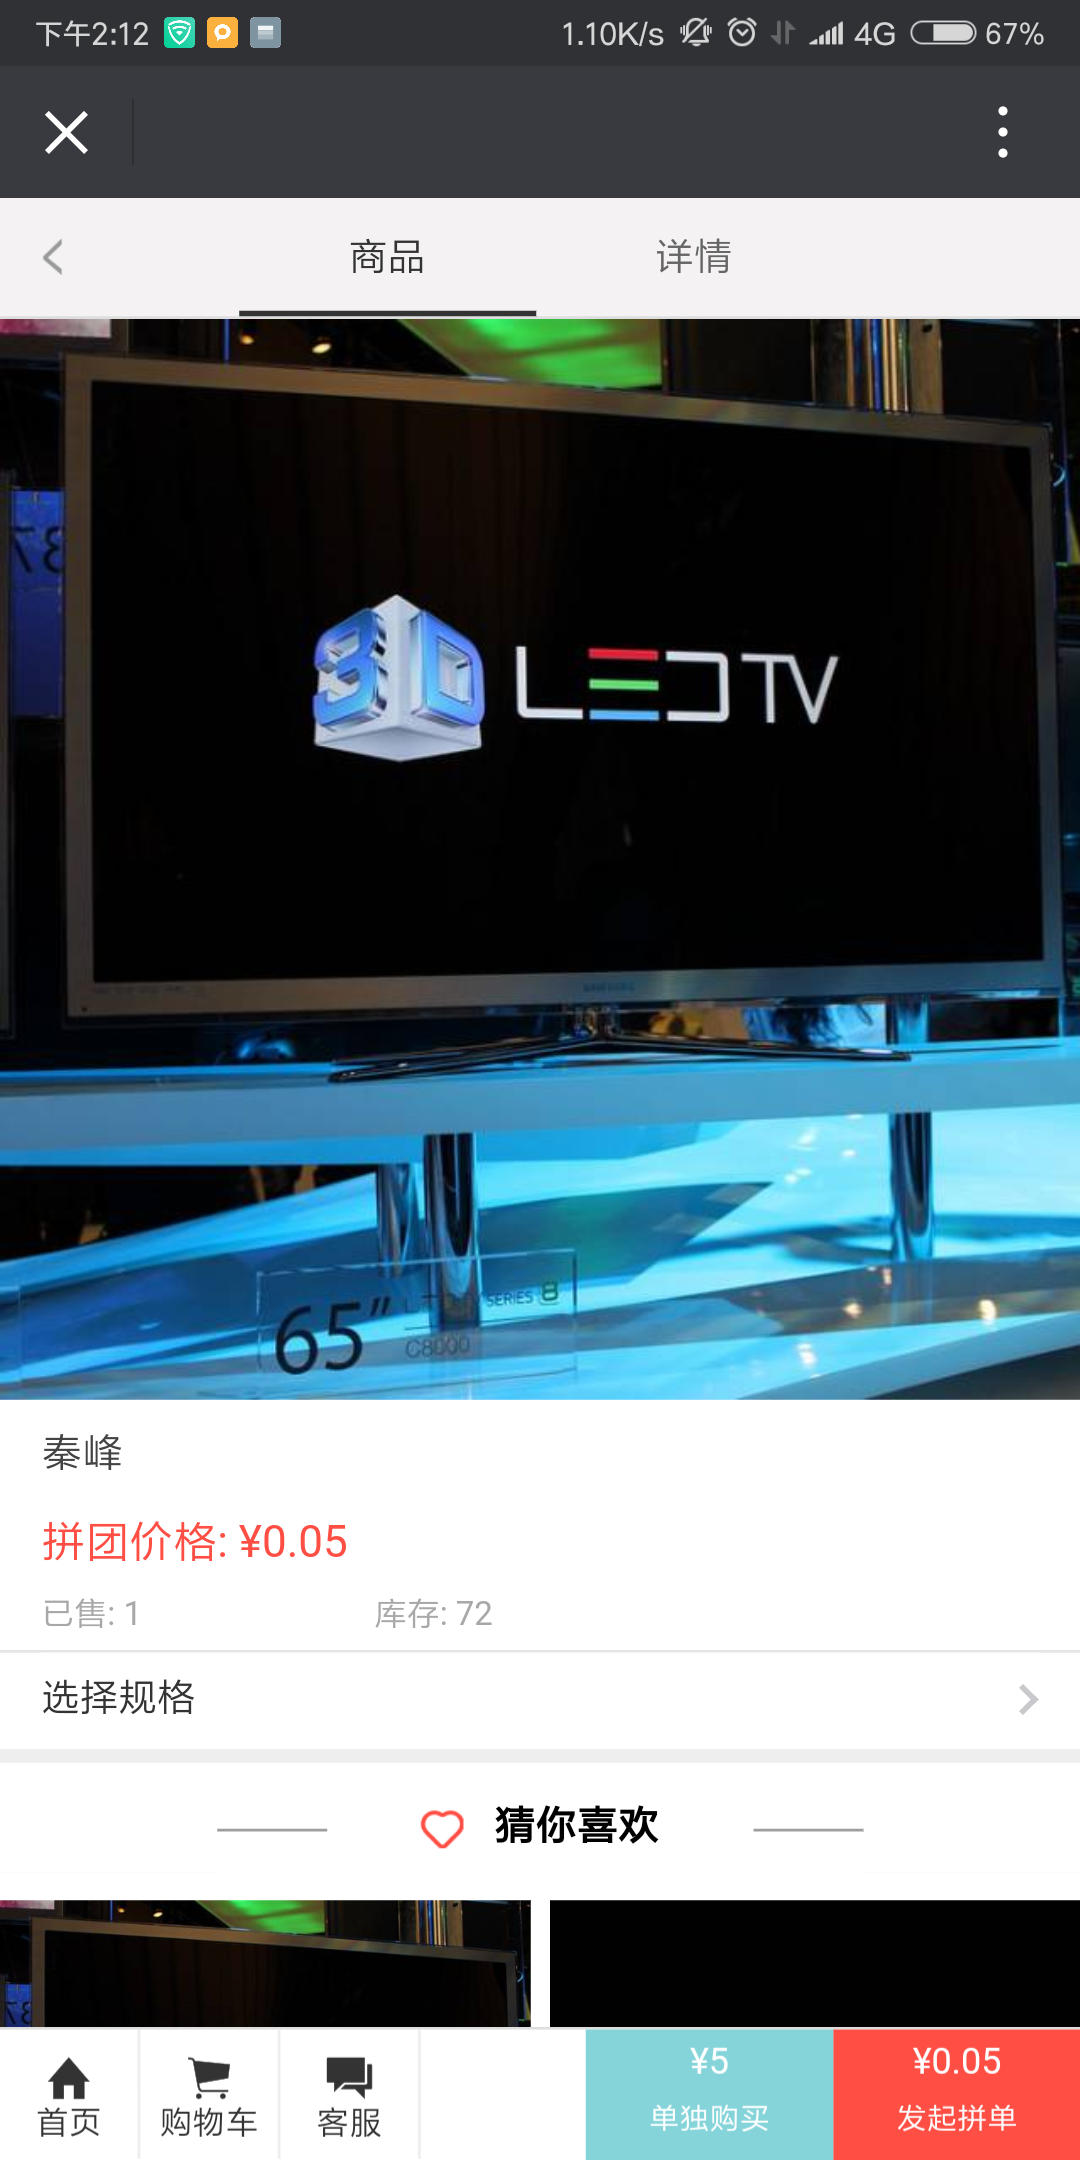 下午2:12
1.10K/s 4G 67%
商品 详情
3D LED TV
65" SERIES 8
C8000
秦峰
拼团价格: ¥0.05
已售: 1 库存: 72
选择规格
猜你喜欢
首页 购物车 客服
¥5 单独购买
¥0.05 发起拼单